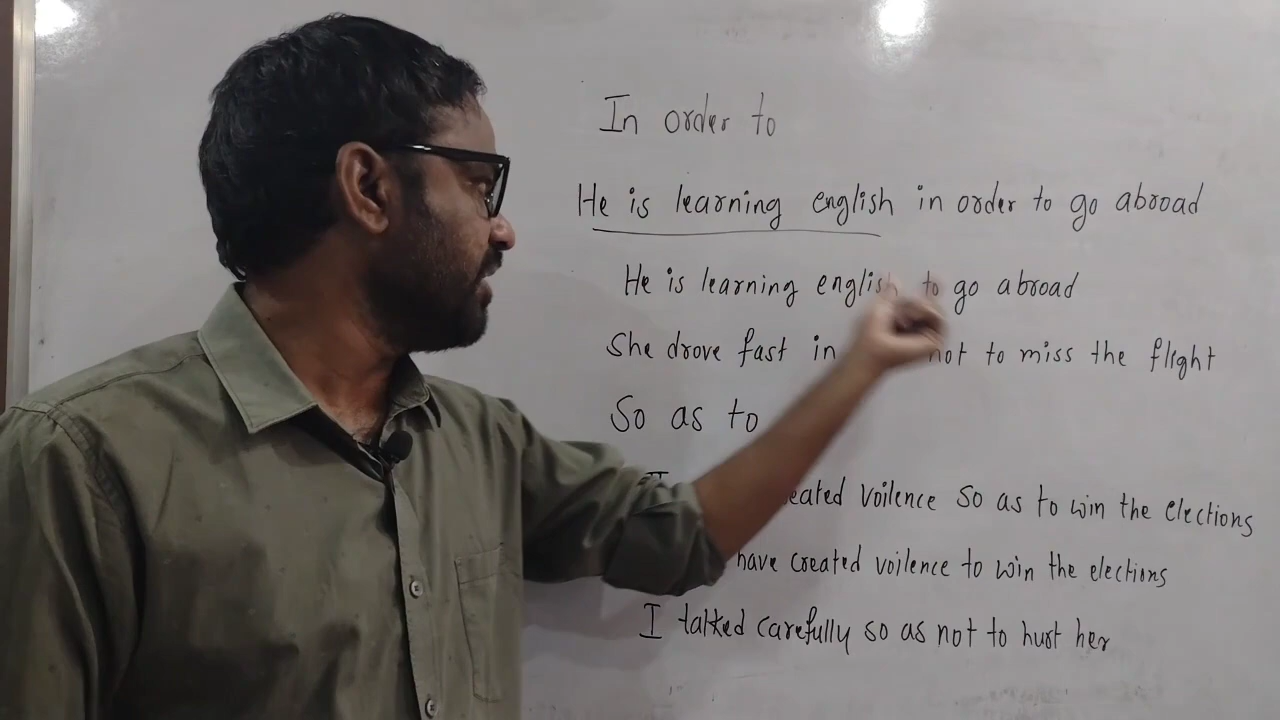 In order to
He is learning english in order to go abroad
He is learning english to go abroad
She drove fast in not to miss the flight
So as to
voilence so as to win the elections
have created voilence to win the elections
I talked carefully so as not to hurt her